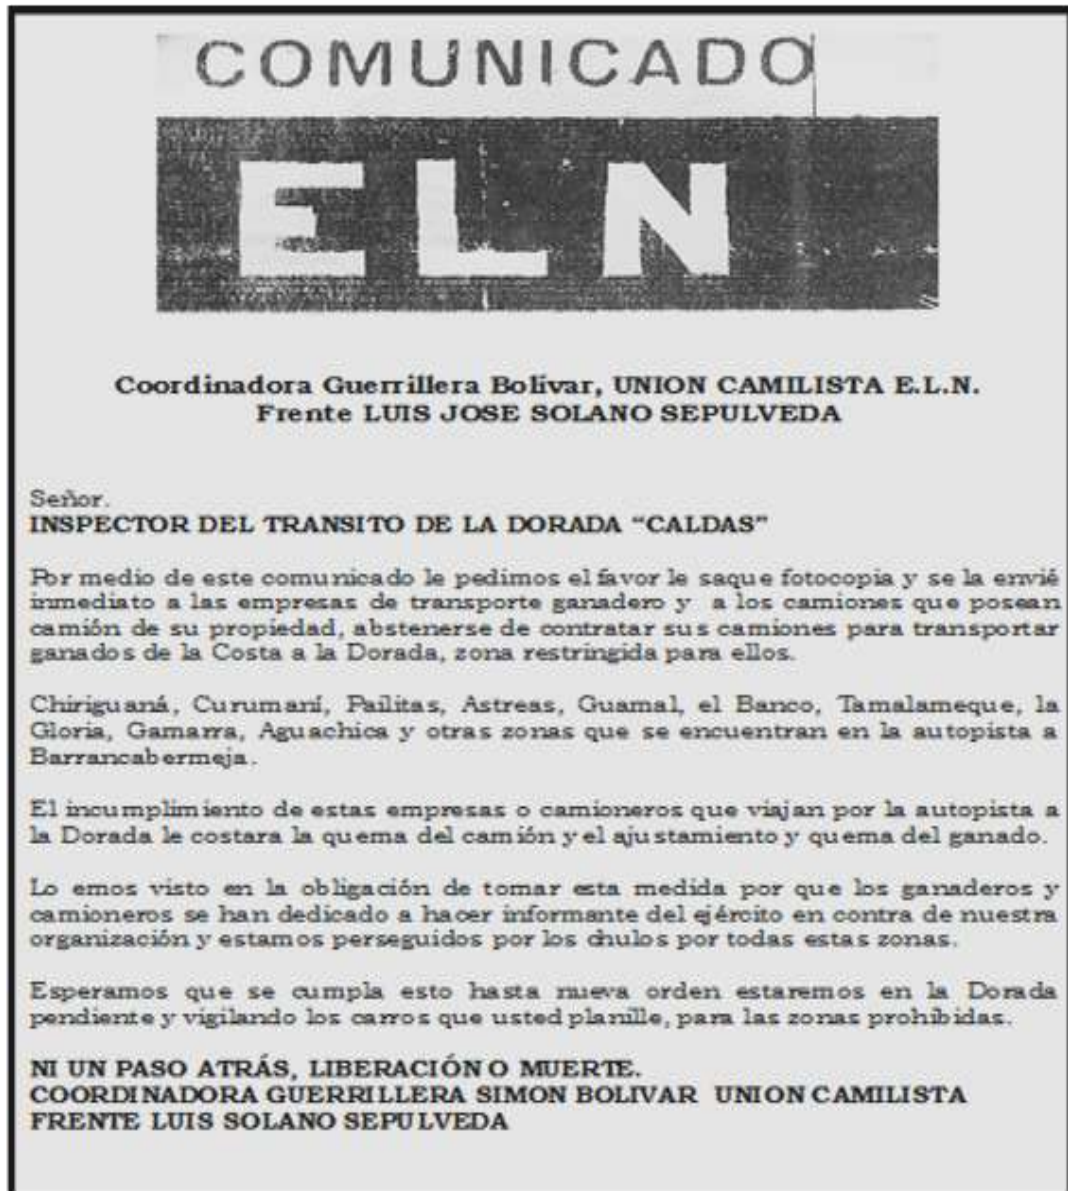 COMUNICADO
ELN
Coordinadora Guerrillera Bolívar, UNION CAMILISTA E.L.N.
Frente LUIS JOSE SOLANO SEPULVEDA
Señor.
INSPECTOR DEL TRANSITO DE LA DORADA “CALDAS”
Por medio de este comunicado le pedimos el favor le saque fotocopia y se la envié
inmediato a las empresas de transporte ganadero y a los camiones que posean
camión de su propiedad, abstenerse de contratar sus camiones para transportar
ganados de la Costa a la Dorada, zona restringida para ellos.
Chiriguaná, Curumaní, Pailitas, Astreas, Guamal, el Banco, Tamalameque, la
Gloria, Gamarra, Aguachica y otras zonas que se encuentran en la autopista a
Barrancabermeja.
El incumplimiento de estas empresas o camioneros que viajan por la autopista a
la Dorada le costara la quema del camión y el ajustamiento y quema del ganado.
Lo emos visto en la obligación de tomar esta medida por que los ganaderos y
camioneros se han dedicado a hacer informante del ejército en contra de nuestra
organización y estamos perseguidos por los chulos por todas estas zonas.
Esperamos que se cumpla esto hasta nueva orden estaremos en la Dorada
pendiente y vigilando los carros que usted planille, para las zonas prohibidas.
NI UN PASO ATRÁS, LIBERACIÓN O MUERTE.
COORDINADORA GUERRILLERA SIMON BOLIVAR UNION CAMILISTA
FRENTE LUIS SOLANO SEPULVEDA